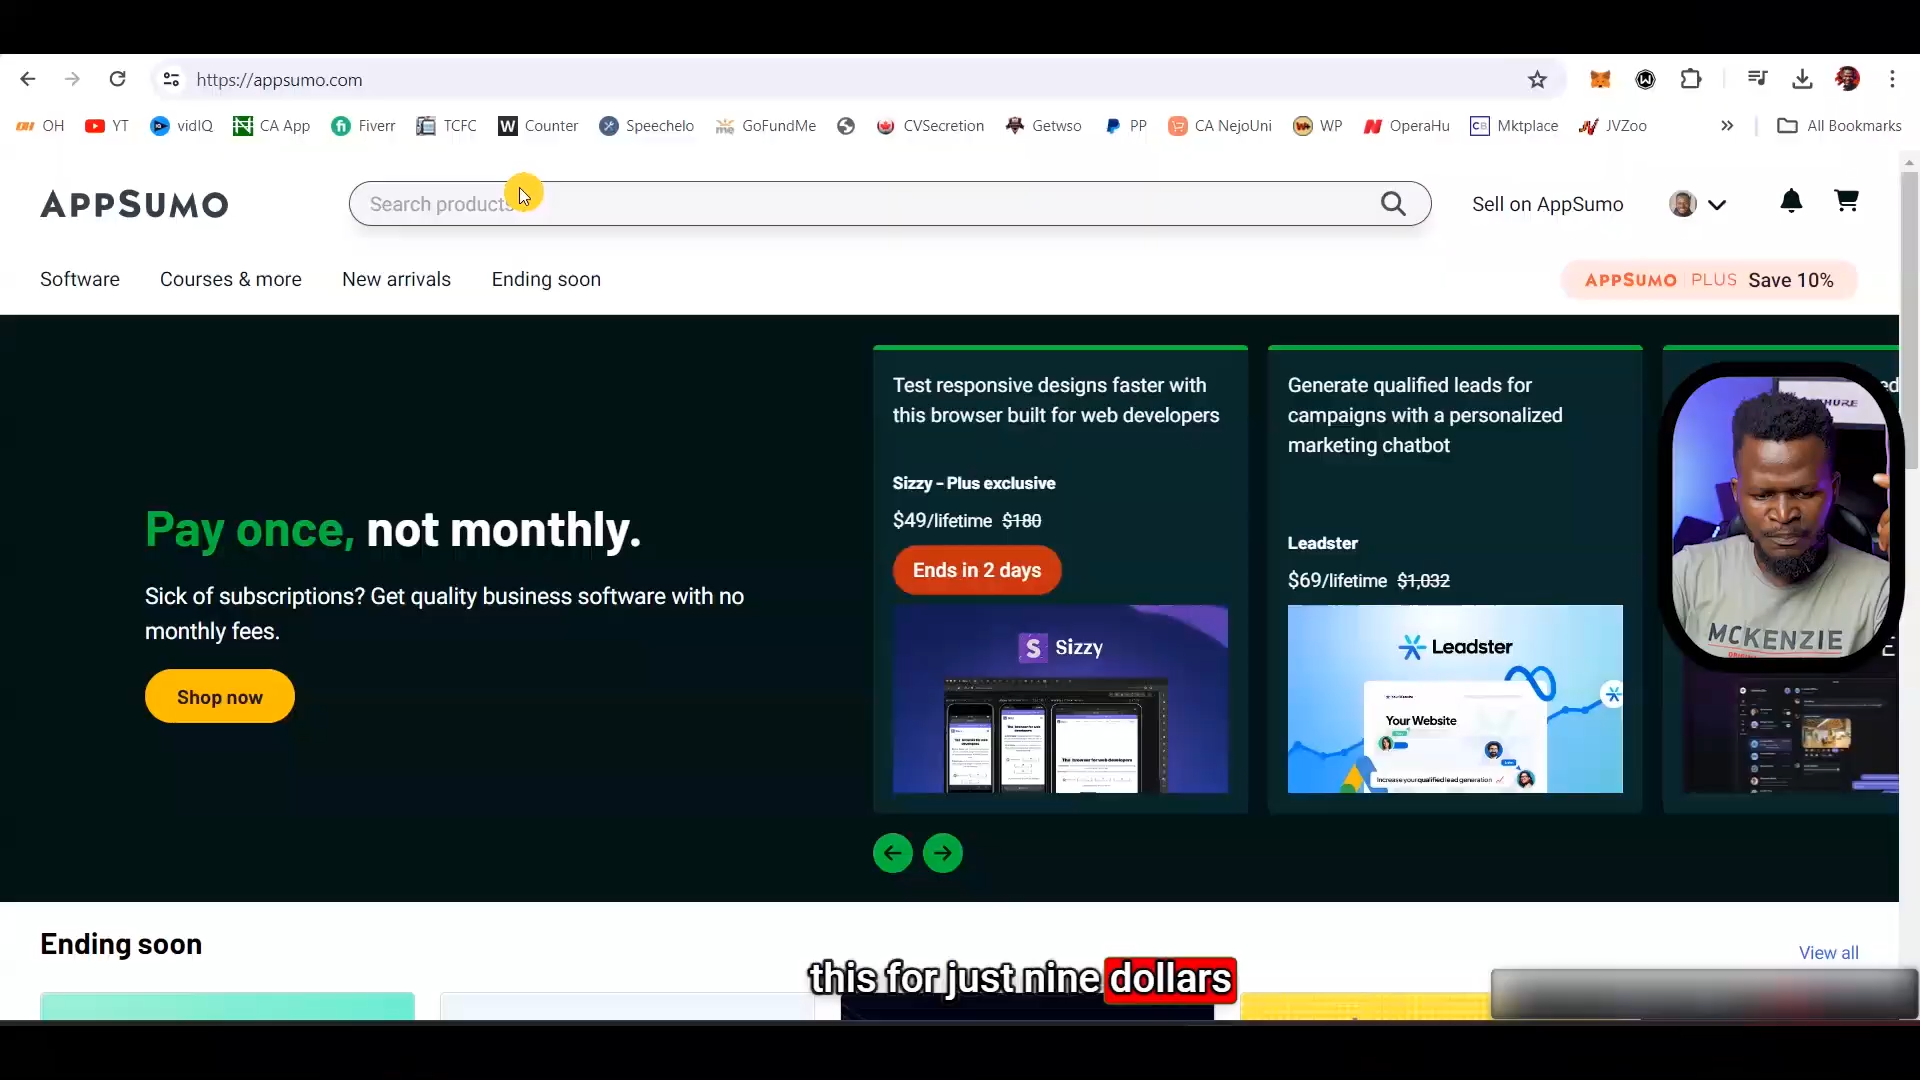 https://appsumo.com
OH YT vidIQ CA App Fiverr TCFC Counter Speechelo GoFundMe CVSecretion Getwso PP CA NejoUni WP OperaHu Mktplace JVZoo All Bookmarks
APPSUMO
Search products
Sell on AppSumo
Software Courses & more New arrivals Ending soon
APPSUMO PLUS Save 10%
Pay once, not monthly.
Sick of subscriptions? Get quality business software with no
monthly fees.
Shop now
Test responsive designs faster with
this browser built for web developers
Sizzy - Plus exclusive
$49/lifetime $180
Ends in 2 days
Sizzy
Generate qualified leads for
campaigns with a personalized
marketing chatbot
Leadster
$69/lifetime $1,032
Leadster
Your Website
Increase your qualified lead generation
MCKENZIE
Ending soon
View all
this for just nine dollars